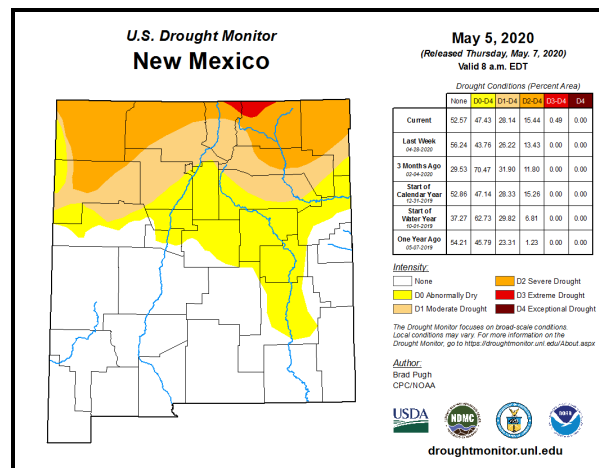 U.S. Drought Monitor
New Mexico
May 5, 2020
(Released Thursday, May. 7, 2020)
Valid 8 a.m. EDT
Drought Conditions (Percent Area)
None D0-D4 D1-D4 D2-D4 D3-D4 D4
Current 52.57 47.43 28.14 15.44 0.49 0.00
Last Week 04-28-2020 56.24 43.76 26.22 13.43 0.00 0.00
3 Months Ago 02-04-2020 29.53 70.47 31.90 11.80 0.00 0.00
Start of Calendar Year 12-31-2019 52.86 47.14 28.33 15.26 0.00 0.00
Start of Water Year 10-01-2019 37.27 62.73 29.82 6.81 0.00 0.00
One Year Ago 05-07-2019 54.21 45.79 23.31 1.23 0.00 0.00
Intensity:
None D2 Severe Drought
D0 Abnormally Dry D3 Extreme Drought
D1 Moderate Drought D4 Exceptional Drought
The Drought Monitor focuses on broad-scale conditions.
Local conditions may vary. For more information on the
Drought Monitor, go to https://droughtmonitor.unl.edu/About.aspx
Author:
Brad Pugh
CPC/NOAA
USDA NDMC NOAA
droughtmonitor.unl.edu